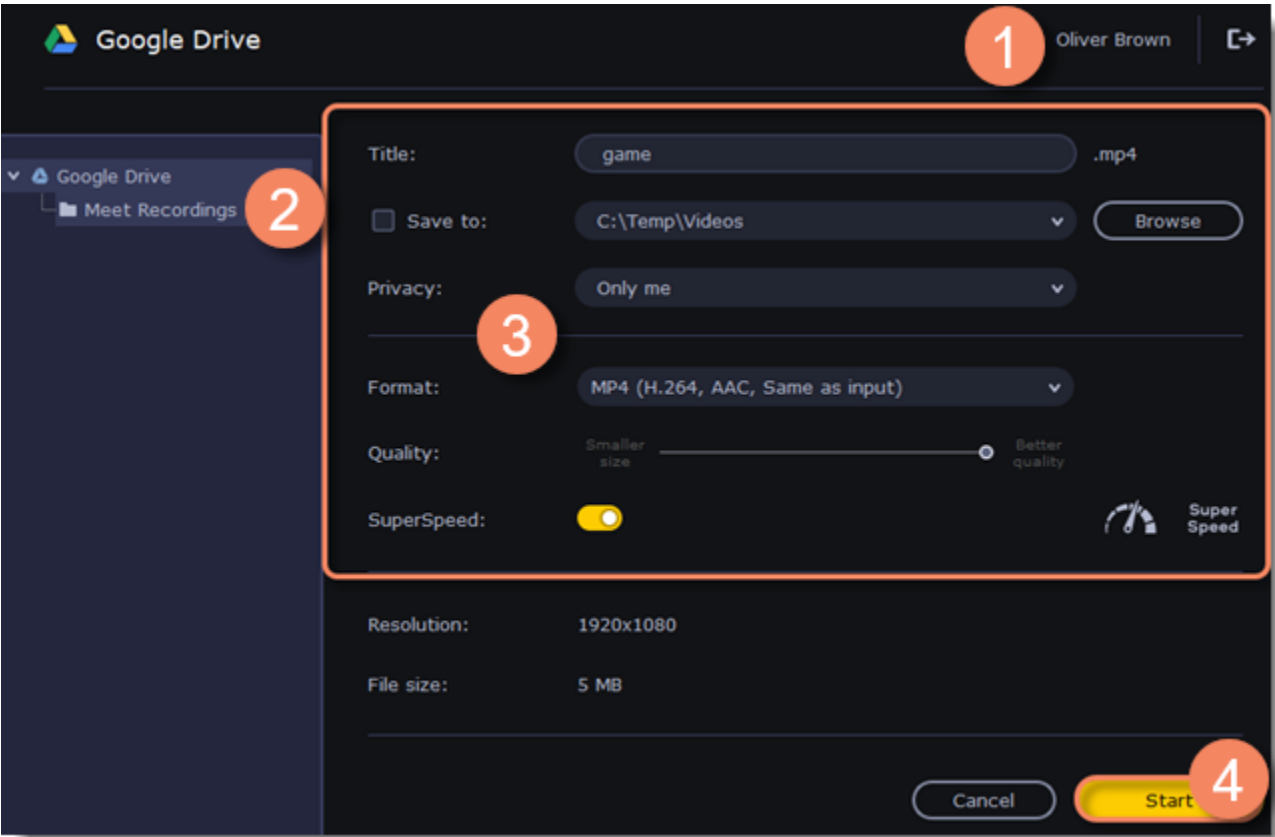 Google Drive
1
Oliver Brown
Google Drive
Meet Recordings
2
Title: game .mp4
Save to: C:\Temp\Videos Browse
Privacy: Only me
3
Format: MP4 (H.264, AAC, Same as input)
Quality: Smaller size Better quality
SuperSpeed: Super Speed
Resolution: 1920x1080
File size: 5 MB
Cancel Start 4